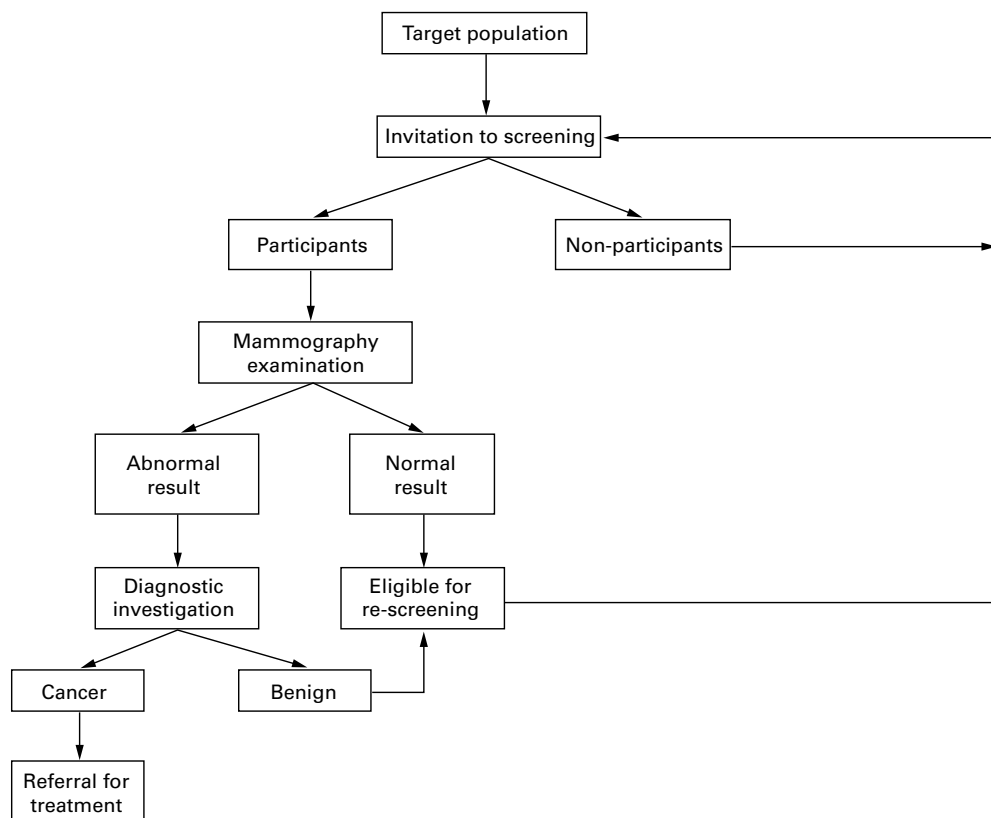 Target population
Invitation to screening
Participants
Non-participants
Mammography
examination
Abnormal
result
Normal
result
Diagnostic
investigation
Eligible for
re-screening
Cancer
Benign
Referral for
treatment